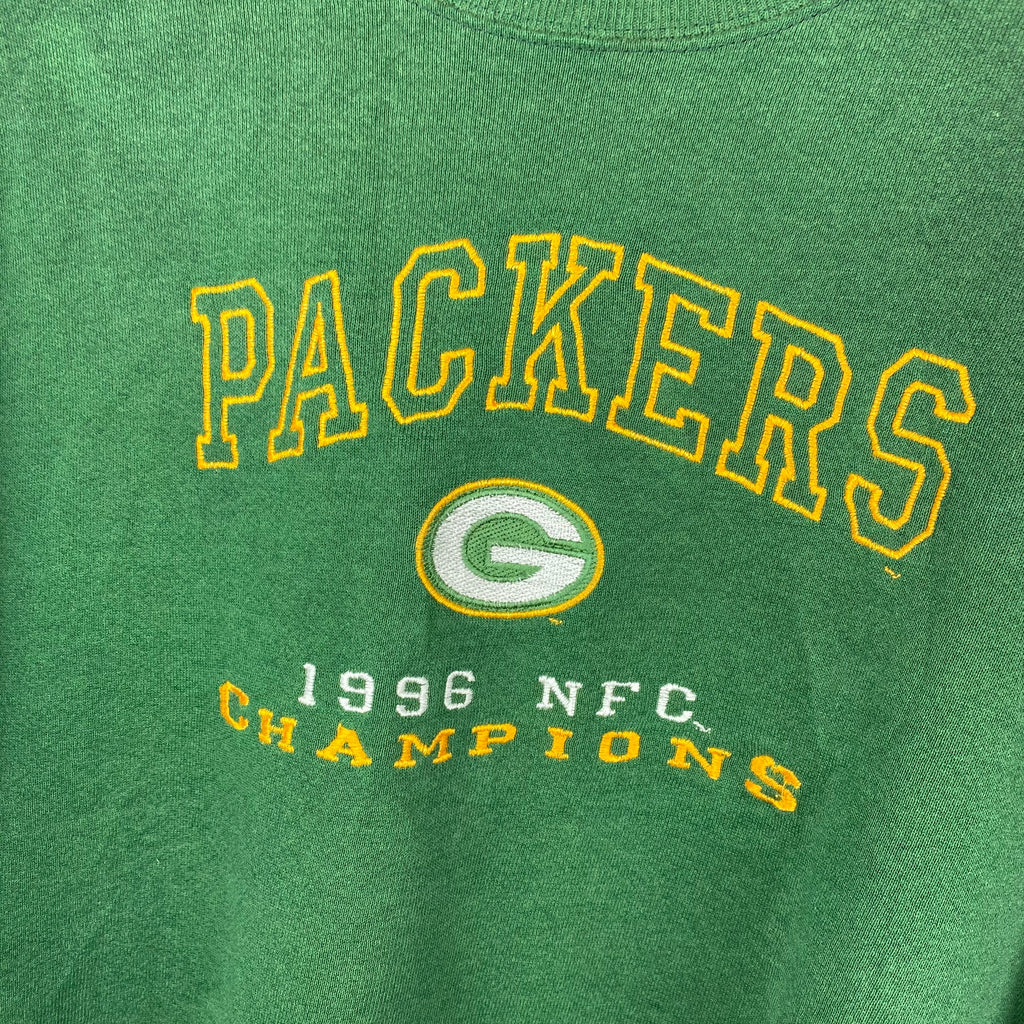 PACKERS
G
1996 NFC
CHAMPIONS